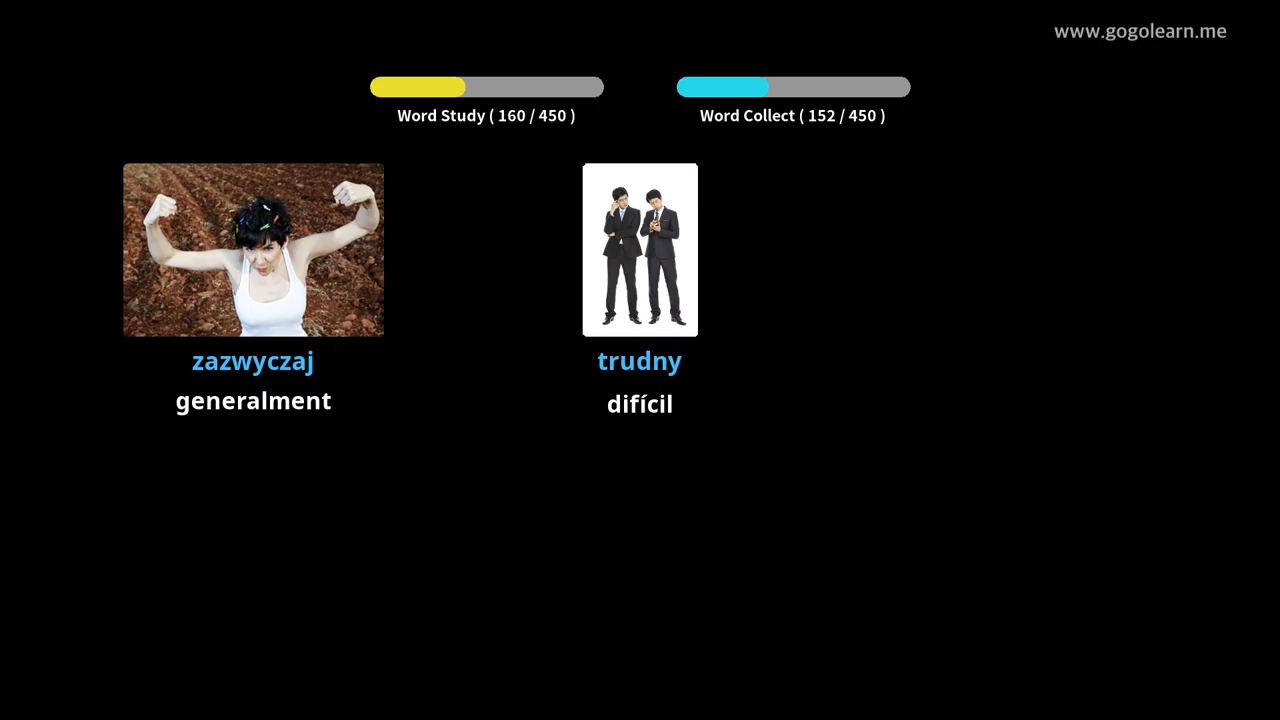 www.gogolearn.me
Word Study ( 160 / 450 )
Word Collect ( 152 / 450 )
zazwyczaj
generalment
trudny
difícil